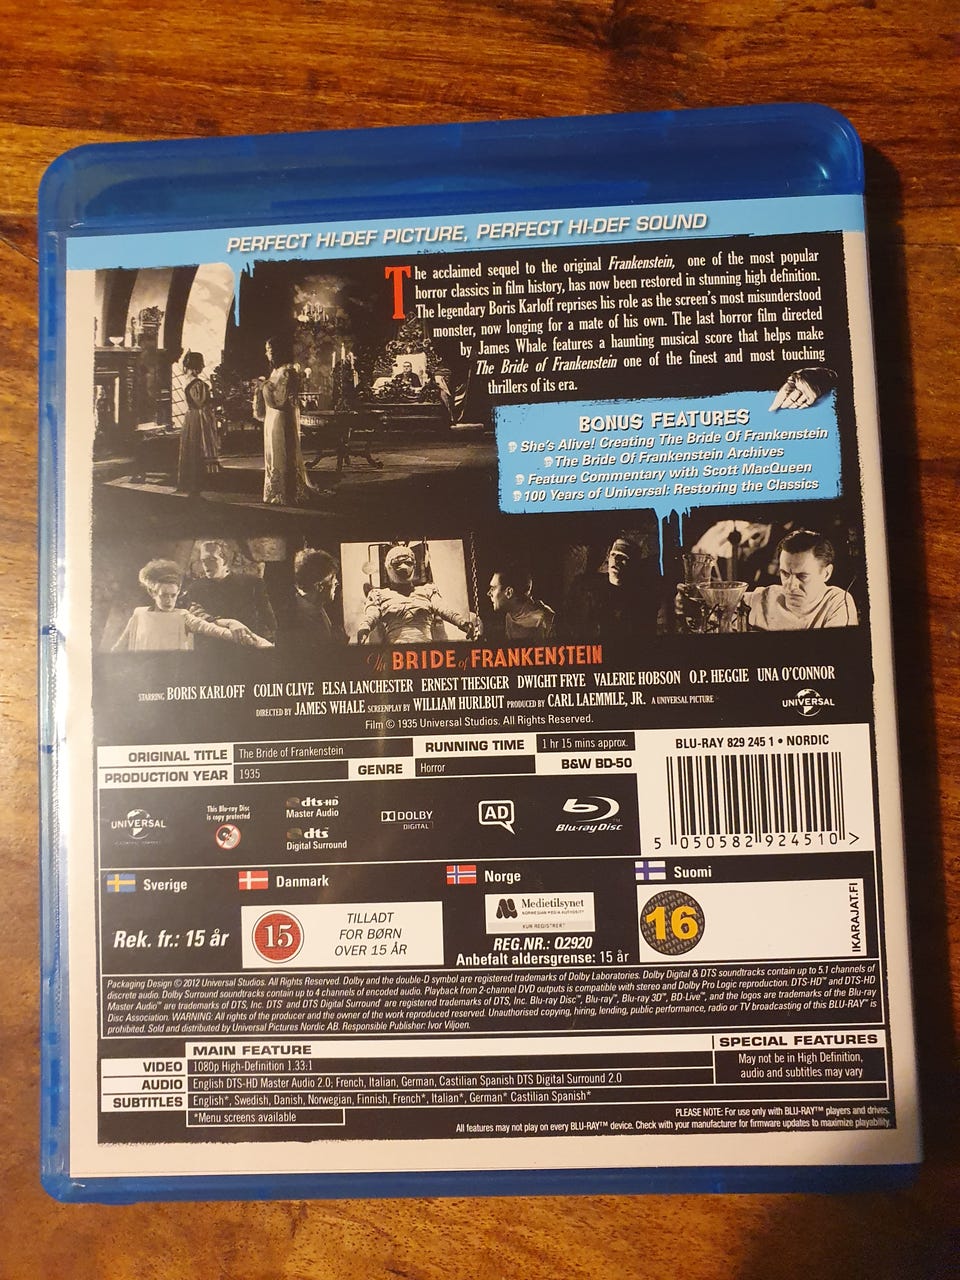 PERFECT HI-DEF PICTURE, PERFECT HI-DEF SOUND
The acclaimed sequel to the original Frankenstein, one of the most popular
horror classics in film history, has now been restored in stunning high definition.
The legendary Boris Karloff reprises his role as the screen's most misunderstood
monster, now longing for a mate of his own. The last horror film directed
by James Whale features a haunting musical score that helps make
The Bride of Frankenstein one of the finest and most touching
thrillers of its era.
BONUS FEATURES
She's Alive! Creating The Bride Of Frankenstein
The Bride Of Frankenstein Archives
Feature Commentary with Scott MacQueen
100 Years of Universal: Restoring the Classics
The BRIDE of FRANKENSTEIN
STARRING BORIS KARLOFF COLIN CLIVE ELSA LANCHESTER ERNEST THESIGER DWIGHT FRYE VALERIE HOBSON O.P. HEGGIE UNA O'CONNOR
DIRECTED BY JAMES WHALE SCREENPLAY BY WILLIAM HURLBUT PRODUCED BY CARL LAEMMLE, JR. A UNIVERSAL PICTURE
UNIVERSAL
Film © 1935 Universal Studios. All Rights Reserved.
ORIGINAL TITLE The Bride of Frankenstein
RUNNING TIME 1 hr 15 mins approx.
PRODUCTION YEAR 1935 GENRE Horror B&W BD-50
BLU-RAY 829 245 1 • NORDIC
5 050582 924510 >
UNIVERSAL
This Blu-ray Disc
is copy protected
dts-HD
Master Audio
dts
Digital Surround
DOLBY
DIGITAL
AD
Blu-ray Disc
Sverige
Danmark
Norge
Suomi
Rek. fr.: 15 år
15
TILLADT
FOR BØRN
OVER 15 ÅR
Medietilsynet
NORWEGIAN MEDIA AUTHORITY
KUN REGISTRERT
REG.NR.: Q2920
Anbefalt aldersgrense: 15 år
16
IKARAJAT.FI
Packaging Design © 2012 Universal Studios. All Rights Reserved. Dolby and the double-D symbol are registered trademarks of Dolby Laboratories. Dolby Digital & DTS soundtracks contain up to 5.1 channels of
discrete audio. Dolby Surround soundtracks contain up to 4 channels of encoded audio. Playback from 2-channel DVD outputs is compatible with stereo and Dolby Pro Logic reproduction. DTS-HD™ and DTS-HD
Master Audio™ are trademarks of DTS, Inc. DTS and DTS Digital Surround are registered trademarks of DTS, Inc. Blu-ray Disc™, Blu-ray™, Blu-ray 3D™, BD-Live™, and the logos are trademarks of the Blu-ray
Disc Association. WARNING: All rights of the producer and the owner of the work reproduced reserved. Unauthorised copying, hiring, lending, public performance, radio or TV broadcasting of this BLU-RAY™ is
prohibited. Sold and distributed by Universal Pictures Nordic AB. Responsible Publisher: Ivor Viljoen.
MAIN FEATURE
SPECIAL FEATURES
VIDEO 1080p High-Definition 1.33:1
AUDIO English DTS-HD Master Audio 2.0; French, Italian, German, Castilian Spanish DTS Digital Surround 2.0
SUBTITLES English*, Swedish, Danish, Norwegian, Finnish, French*, Italian*, German* Castilian Spanish*
*Menu screens available
May not be in High Definition,
audio and subtitles may vary
PLEASE NOTE: For use only with BLU-RAY™ players and drives.
All features may not play on every BLU-RAY™ device. Check with your manufacturer for firmware updates to maximize playability.